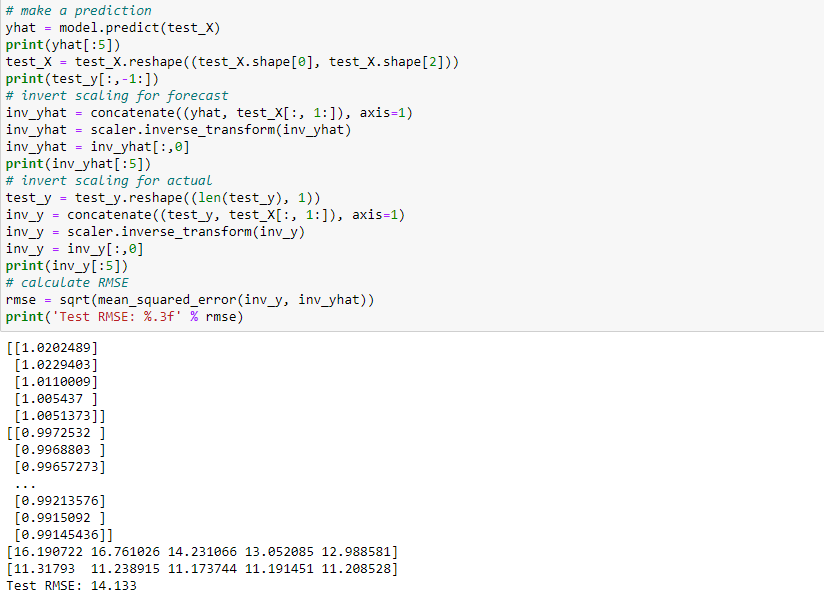 # make a prediction
yhat = model.predict(test_X)
print(yhat[:5])
test_X = test_X.reshape((test_X.shape[0], test_X.shape[2]))
print(test_y[:,-1:])
# invert scaling for forecast
inv_yhat = concatenate((yhat, test_X[:, 1:]), axis=1)
inv_yhat = scaler.inverse_transform(inv_yhat)
inv_yhat = inv_yhat[:,0]
print(inv_yhat[:5])
# invert scaling for actual
test_y = test_y.reshape((len(test_y), 1))
inv_y = concatenate((test_y, test_X[:, 1:]), axis=1)
inv_y = scaler.inverse_transform(inv_y)
inv_y = inv_y[:,0]
print(inv_y[:5])
# calculate RMSE
rmse = sqrt(mean_squared_error(inv_y, inv_yhat))
print('Test RMSE: %.3f' % rmse)
[[1.0202489]
 [1.0229403]
 [1.0110009]
 [1.005437 ]
 [1.0051373]]
[[0.9972532 ]
 [0.9968803 ]
 [0.99657273]
 ...
 [0.99213576]
 [0.9915092 ]
 [0.99145436]]
[16.190722 16.761026 14.231066 13.052085 12.988581]
[11.31793  11.238915 11.173744 11.191451 11.208528]
Test RMSE: 14.133